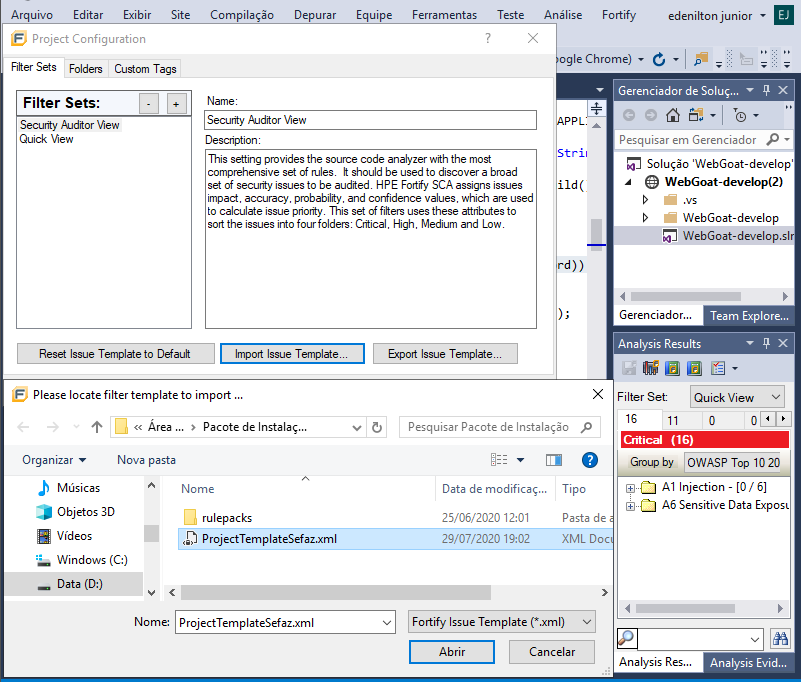 Arquivo Editar Exibir Site Compilação Depurar Equipe Ferramentas Teste Análise Fortify edenilton junior EJ
Project Configuration ?
Filter Sets Folders Custom Tags
Filter Sets: - +
Security Auditor View
Quick View
Name:
Security Auditor View
Description:
This setting provides the source code analyzer with the most
comprehensive set of rules. It should be used to discover a broad
set of security issues to be audited. HPE Fortify SCA assigns issues
impact, accuracy, probability, and confidence values, which are used
to calculate issue priority. This set of filters uses these attributes to
sort the issues into four folders: Critical, High, Medium and Low.
Reset Issue Template to Default Import Issue Template... Export Issue Template...
Please locate filter template to import ...
« Área ... › Pacote de Instalaç... Pesquisar Pacote de Instalação
Organizar Nova pasta ?
Músicas
Objetos 3D
Vídeos
Windows (C:)
Data (D:)
Nome Data de modificaç... Tipo
rulepacks 25/06/2020 12:01 Pasta de a
ProjectTemplateSefaz.xml 29/07/2020 19:02 XML Docu
Nome: ProjectTemplateSefaz.xml Fortify Issue Template (*.xml)
Abrir Cancelar
ogle Chrome)
APPLI
Strin
ild(
rd))
);
Gerenciador de Soluç...
Pesquisar em Gerenciador
Solução 'WebGoat-develop'
WebGoat-develop(2)
.vs
WebGoat-develop
WebGoat-develop.sln
Gerenciador... Team Explore...
Analysis Results
Filter Set: Quick View
16 11 0 0
Critical (16)
Group by OWASP Top 10 20
A1 Injection - [0 / 6]
A6 Sensitive Data Exposu
Analysis Res... Analysis Evid...